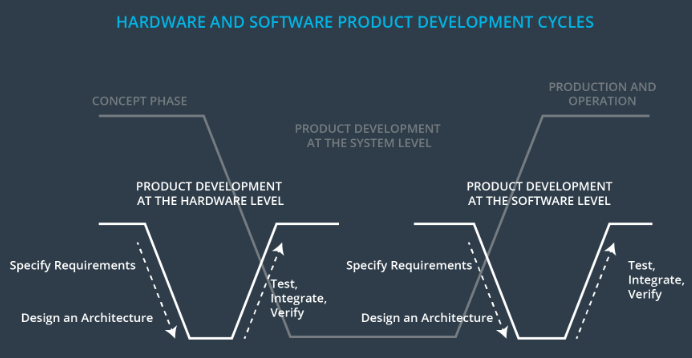 HARDWARE AND SOFTWARE PRODUCT DEVELOPMENT CYCLES
CONCEPT PHASE
PRODUCTION AND
OPERATION
PRODUCT DEVELOPMENT
AT THE SYSTEM LEVEL
PRODUCT DEVELOPMENT
AT THE HARDWARE LEVEL
PRODUCT DEVELOPMENT
AT THE SOFTWARE LEVEL
Specify Requirements
Design an Architecture
Test,
Integrate,
Verify
Specify Requirements
Design an Architecture
Test,
Integrate,
Verify